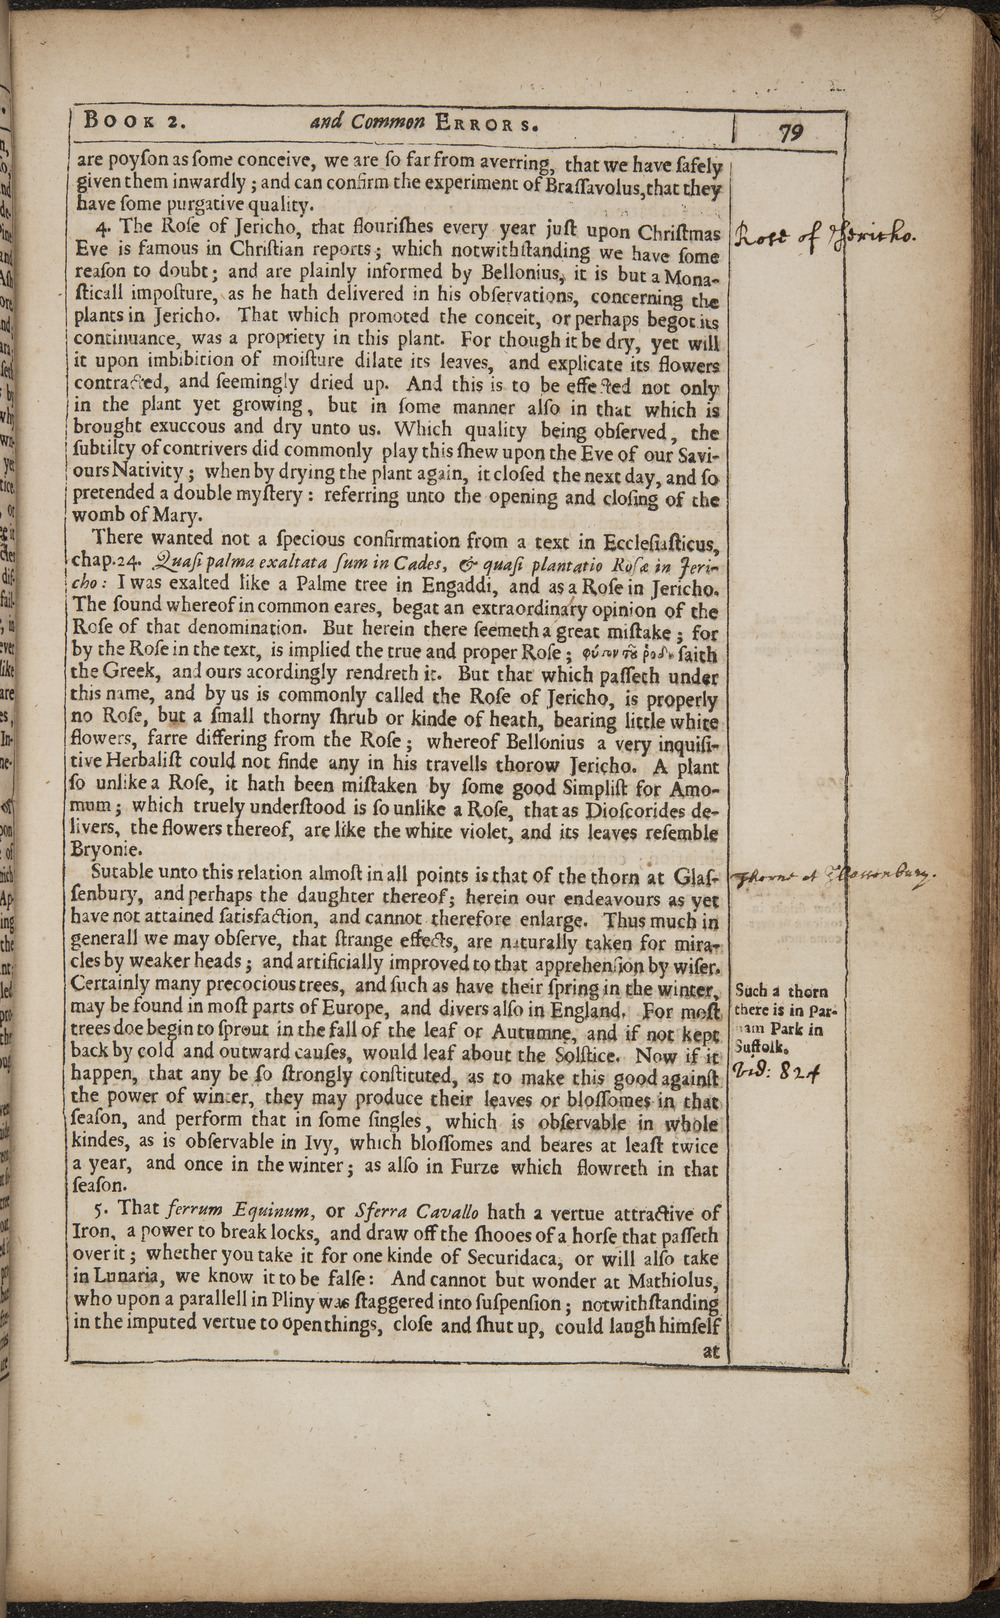 BOOK 2. and Common ERRORS. 79
are poyſon as ſome conceive, we are ſo far from averring, that we have ſafely
given them inwardly; and can confirm the experiment of Braſſavolus, that they
have ſome purgative quality.
4. The Roſe of Jericho, that flouriſhes every year juſt upon Chriſtmas
Rose of Jericho.
Eve is famous in Chriſtian reports; which notwithſtanding we have ſome
reaſon to doubt; and are plainly informed by Bellonius, it is but a Mona-
ſticall impoſture, as he hath delivered in his obſervations, concerning the
plants in Jericho. That which promoted the conceit, or perhaps begot its
continuance, was a propriety in this plant. For though it be dry, yet will
it upon imbibition of moiſture dilate its leaves, and explicate its flowers
contracted, and ſeemingly dried up. And this is to be effected not only
in the plant yet growing, but in ſome manner alſo in that which is
brought exuccous and dry unto us. Which quality being obſerved, the
ſubtilty of contrivers did commonly play this ſhew upon the Eve of our Savi-
ours Nativity; when by drying the plant again, it cloſed the next day, and ſo
pretended a double myſtery: referring unto the opening and cloſing of the
womb of Mary.
There wanted not a ſpecious confirmation from a text in Eccleſiaſticus,
chap.24. Quaſi palma exaltata ſum in Cades, & quaſi plantatio Roſæ in Jeri-
cho: I was exalted like a Palme tree in Engaddi, and as a Roſe in Jericho.
The ſound whereof in common eares, begat an extraordinary opinion of the
Roſe of that denomination. But herein there ſeemeth a great miſtake; for
by the Roſe in the text, is implied the true and proper Roſe; ſaith
the Greek, and ours acordingly rendreth it. But that which paſſeth under
this name, and by us is commonly called the Roſe of Jericho, is properly
no Roſe, but a ſmall thorny ſhrub or kinde of heath, bearing little white
flowers, farre differing from the Roſe; whereof Bellonius a very inquiſi-
tive Herbaliſt could not finde any in his travells thorow Jericho. A plant
ſo unlike a Roſe, it hath been miſtaken by ſome good Simpliſt for Amo-
mum; which truely underſtood is ſo unlike a Roſe, that as Dioſcorides de-
livers, the flowers thereof, are like the white violet, and its leaves reſemble
Bryonie.
Sutable unto this relation almoſt in all points is that of the thorn at Glaſ-
Thorne at Glassonbury.
ſenbury, and perhaps the daughter thereof; herein our endeavours as yet
have not attained ſatisfaction, and cannot therefore enlarge. Thus much in
generall we may obſerve, that ſtrange effects, are naturally taken for mira-
cles by weaker heads; and artificially improved to that apprehenſion by wiſer.
Certainly many precocious trees, and ſuch as have their ſpring in the winter,
may be found in moſt parts of Europe, and divers alſo in England. For moſt
trees doe begin to ſprout in the fall of the leaf or Autumne, and if not kept
back by cold and outward cauſes, would leaf about the Solſtice. Now if it
happen, that any be ſo ſtrongly conſtituted, as to make this good againſt
the power of winter, they may produce their leaves or bloſſomes in that
ſeaſon, and perform that in ſome ſingles, which is obſervable in whole
kindes, as is obſervable in Ivy, which bloſſomes and beares at leaſt twice
a year, and once in the winter; as alſo in Furze which flowreth in that
ſeaſon.
Such a thorn
there is in Par-
ham Park in
Suffolk.
vid: 824
5. That ferrum Equinum, or Sferra Cavallo hath a vertue attractive of
Iron, a power to break locks, and draw off the ſhooes of a horſe that paſſeth
over it; whether you take it for one kinde of Securidaca, or will alſo take
in Lunaria, we know it to be falſe: And cannot but wonder at Mathiolus,
who upon a parallell in Pliny was ſtaggered into ſuſpenſion; notwithſtanding
in the imputed vertue to open things, cloſe and ſhut up, could laugh himſelf
at